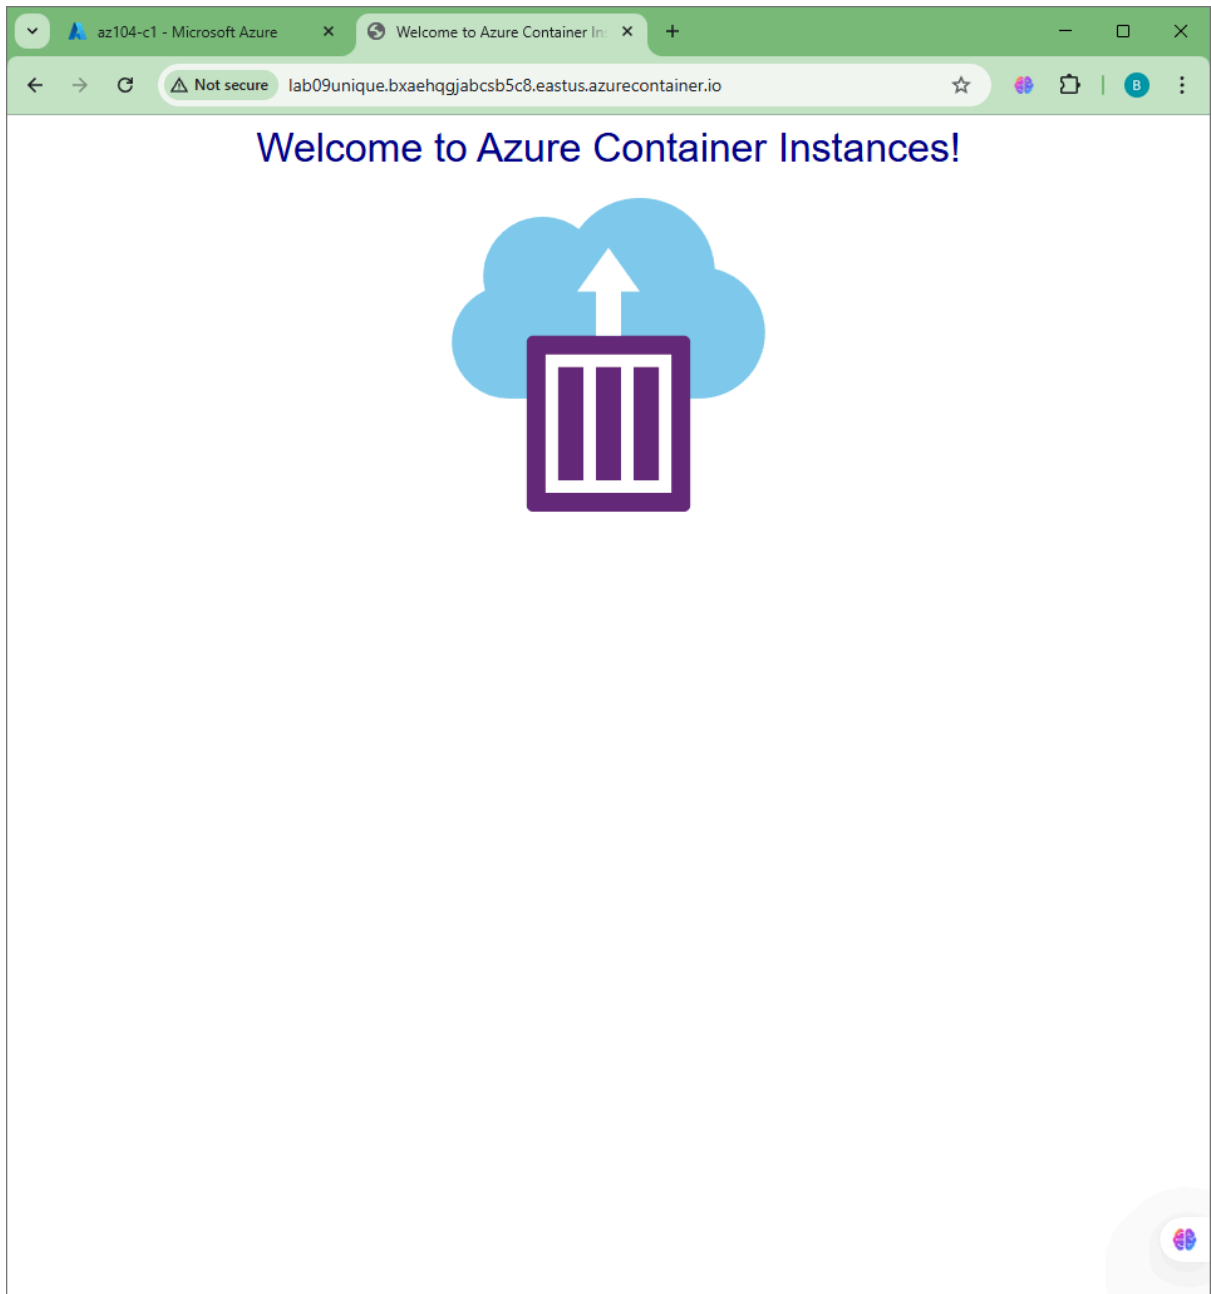 az104-c1 - Microsoft Azure
Welcome to Azure Container In
Not secure
lab09unique.bxaehqgjabcsb5c8.eastus.azurecontainer.io
B
Welcome to Azure Container Instances!